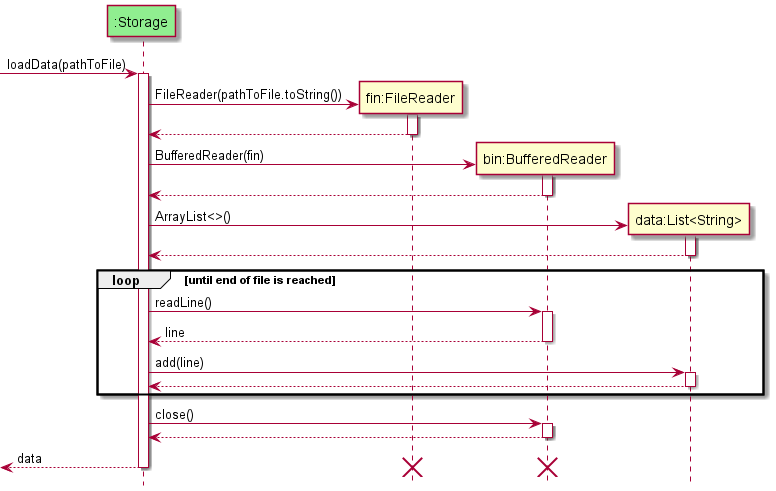 :Storage
loadData(pathToFile)
FileReader(pathToFile.toString())
fin:FileReader
BufferedReader(fin)
bin:BufferedReader
ArrayList<>()
data:List<String>
loop [until end of file is reached]
readLine()
line
add(line)
close()
data